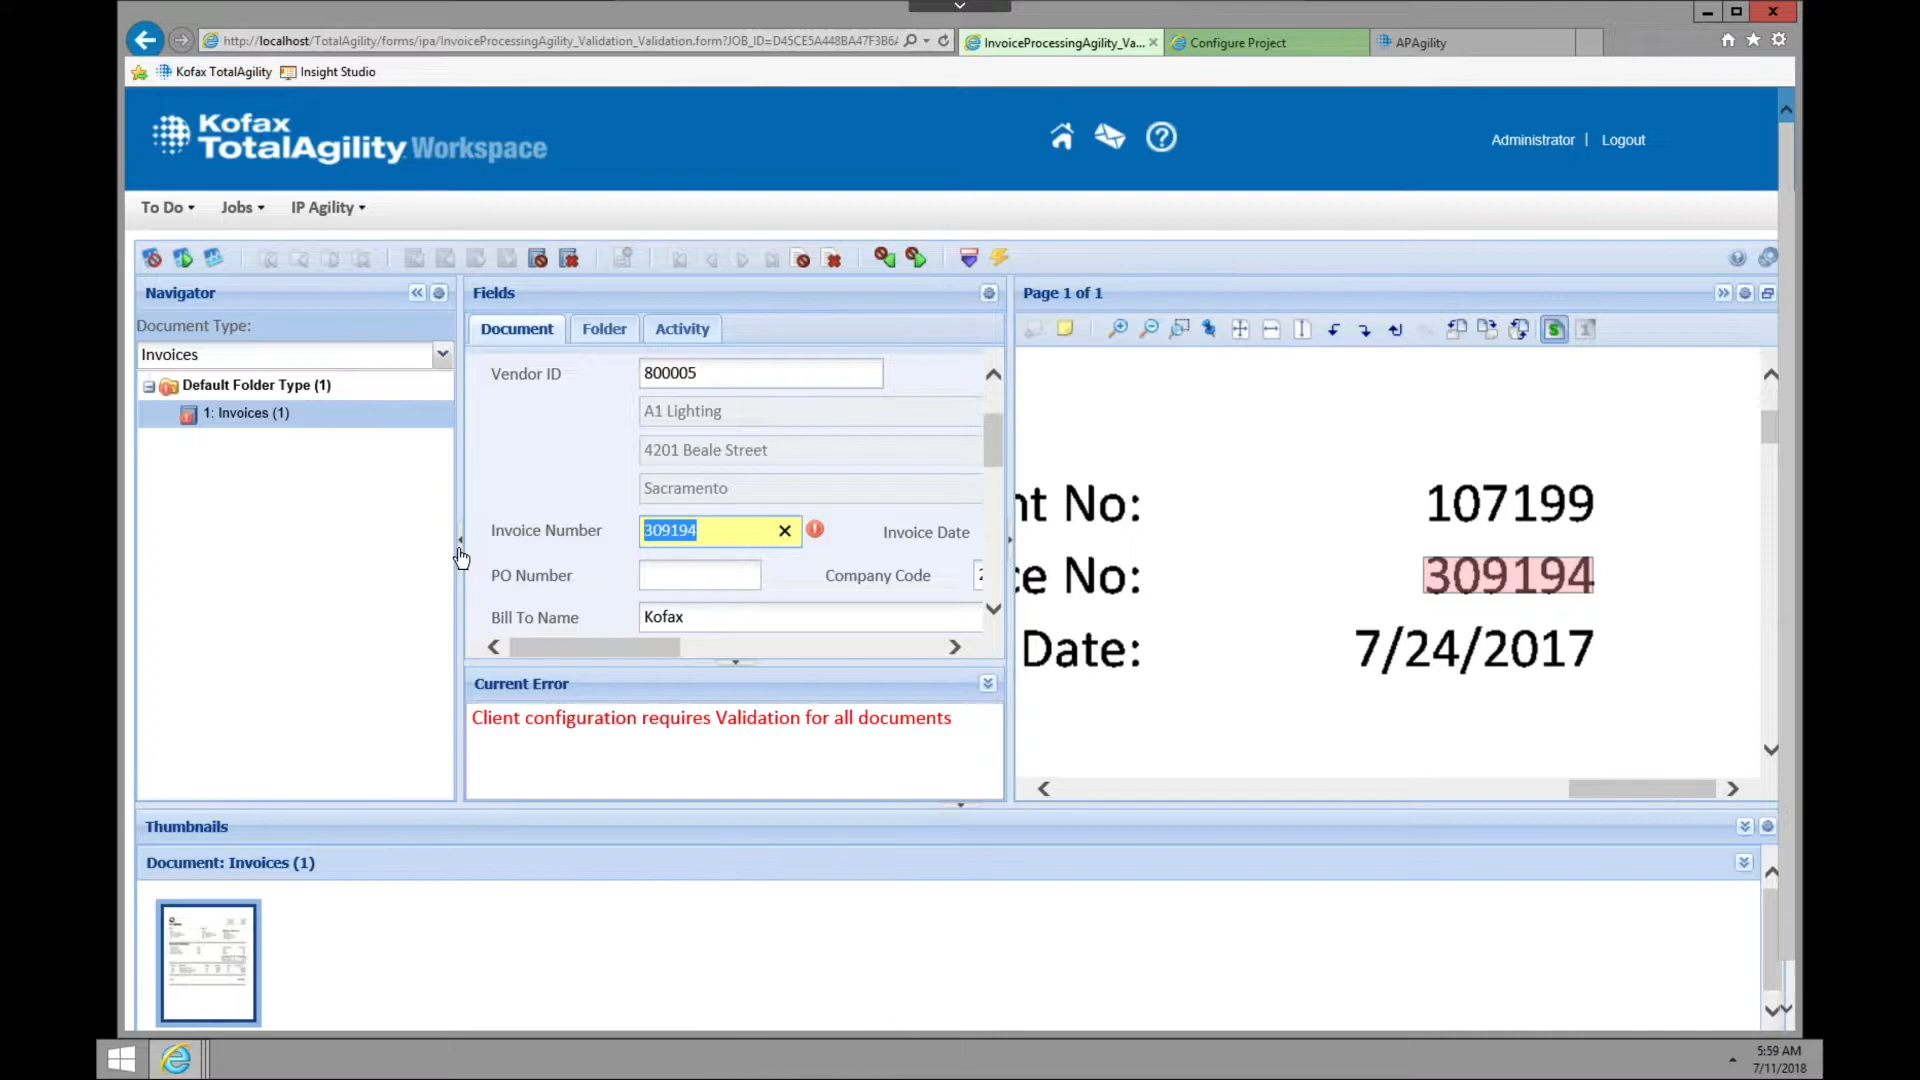 http://localhost/TotalAgility/forms/ipa/InvoiceProcessingAgility_Validation_Validation.form?JOB_ID=D45CE5A448BA47F3B6
InvoiceProcessingAgility_Va...
Configure Project
APAgility
Kofax TotalAgility
Insight Studio
Kofax
TotalAgility Workspace
Administrator | Logout
To Do
Jobs
IP Agility
Navigator
Document Type:
Invoices
Default Folder Type (1)
1: Invoices (1)
Fields
Document
Folder
Activity
Vendor ID
800005
A1 Lighting
4201 Beale Street
Sacramento
Invoice Number
309194
Invoice Date
PO Number
Company Code
Bill To Name
Kofax
Current Error
Client configuration requires Validation for all documents
Page 1 of 1
nt No: 107199
ce No: 309194
Date: 7/24/2017
Thumbnails
Document: Invoices (1)
5:59 AM
7/11/2018